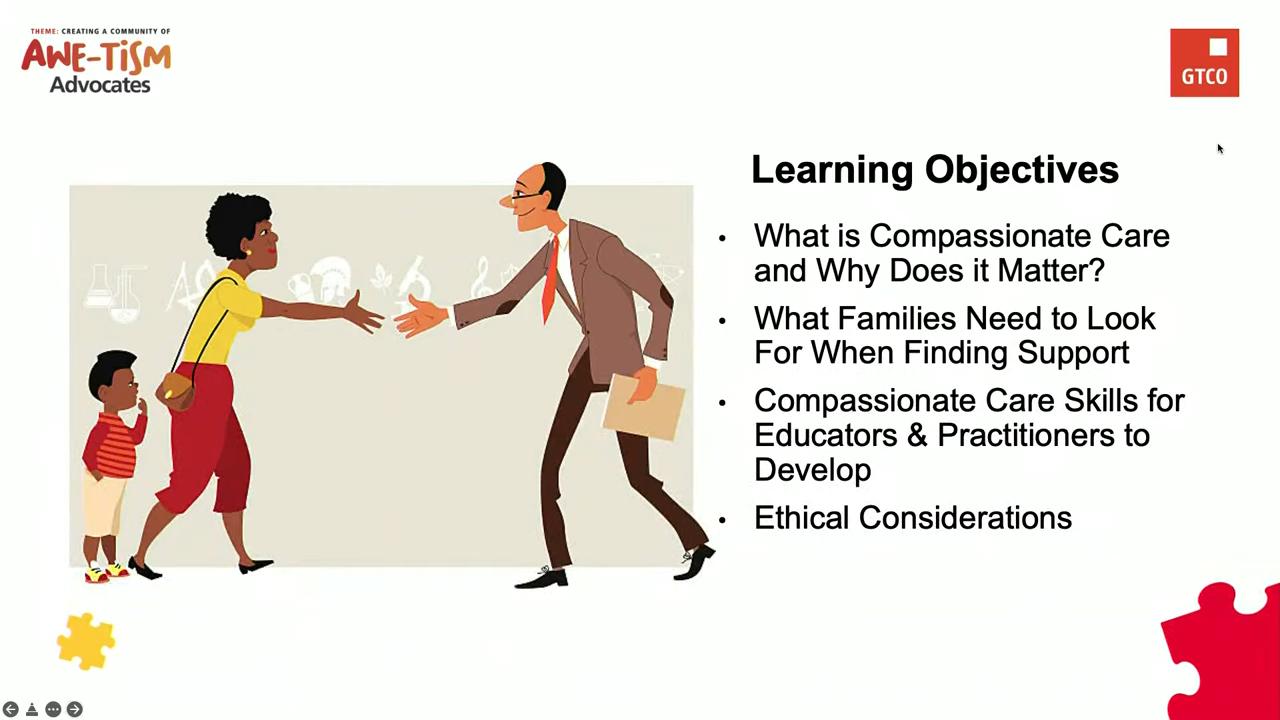 THEME: CREATING A COMMUNITY OF
AWE-TiSM
Advocates
GTCO
Learning Objectives
• What is Compassionate Care
and Why Does it Matter?
• What Families Need to Look
For When Finding Support
• Compassionate Care Skills for
Educators & Practitioners to
Develop
• Ethical Considerations